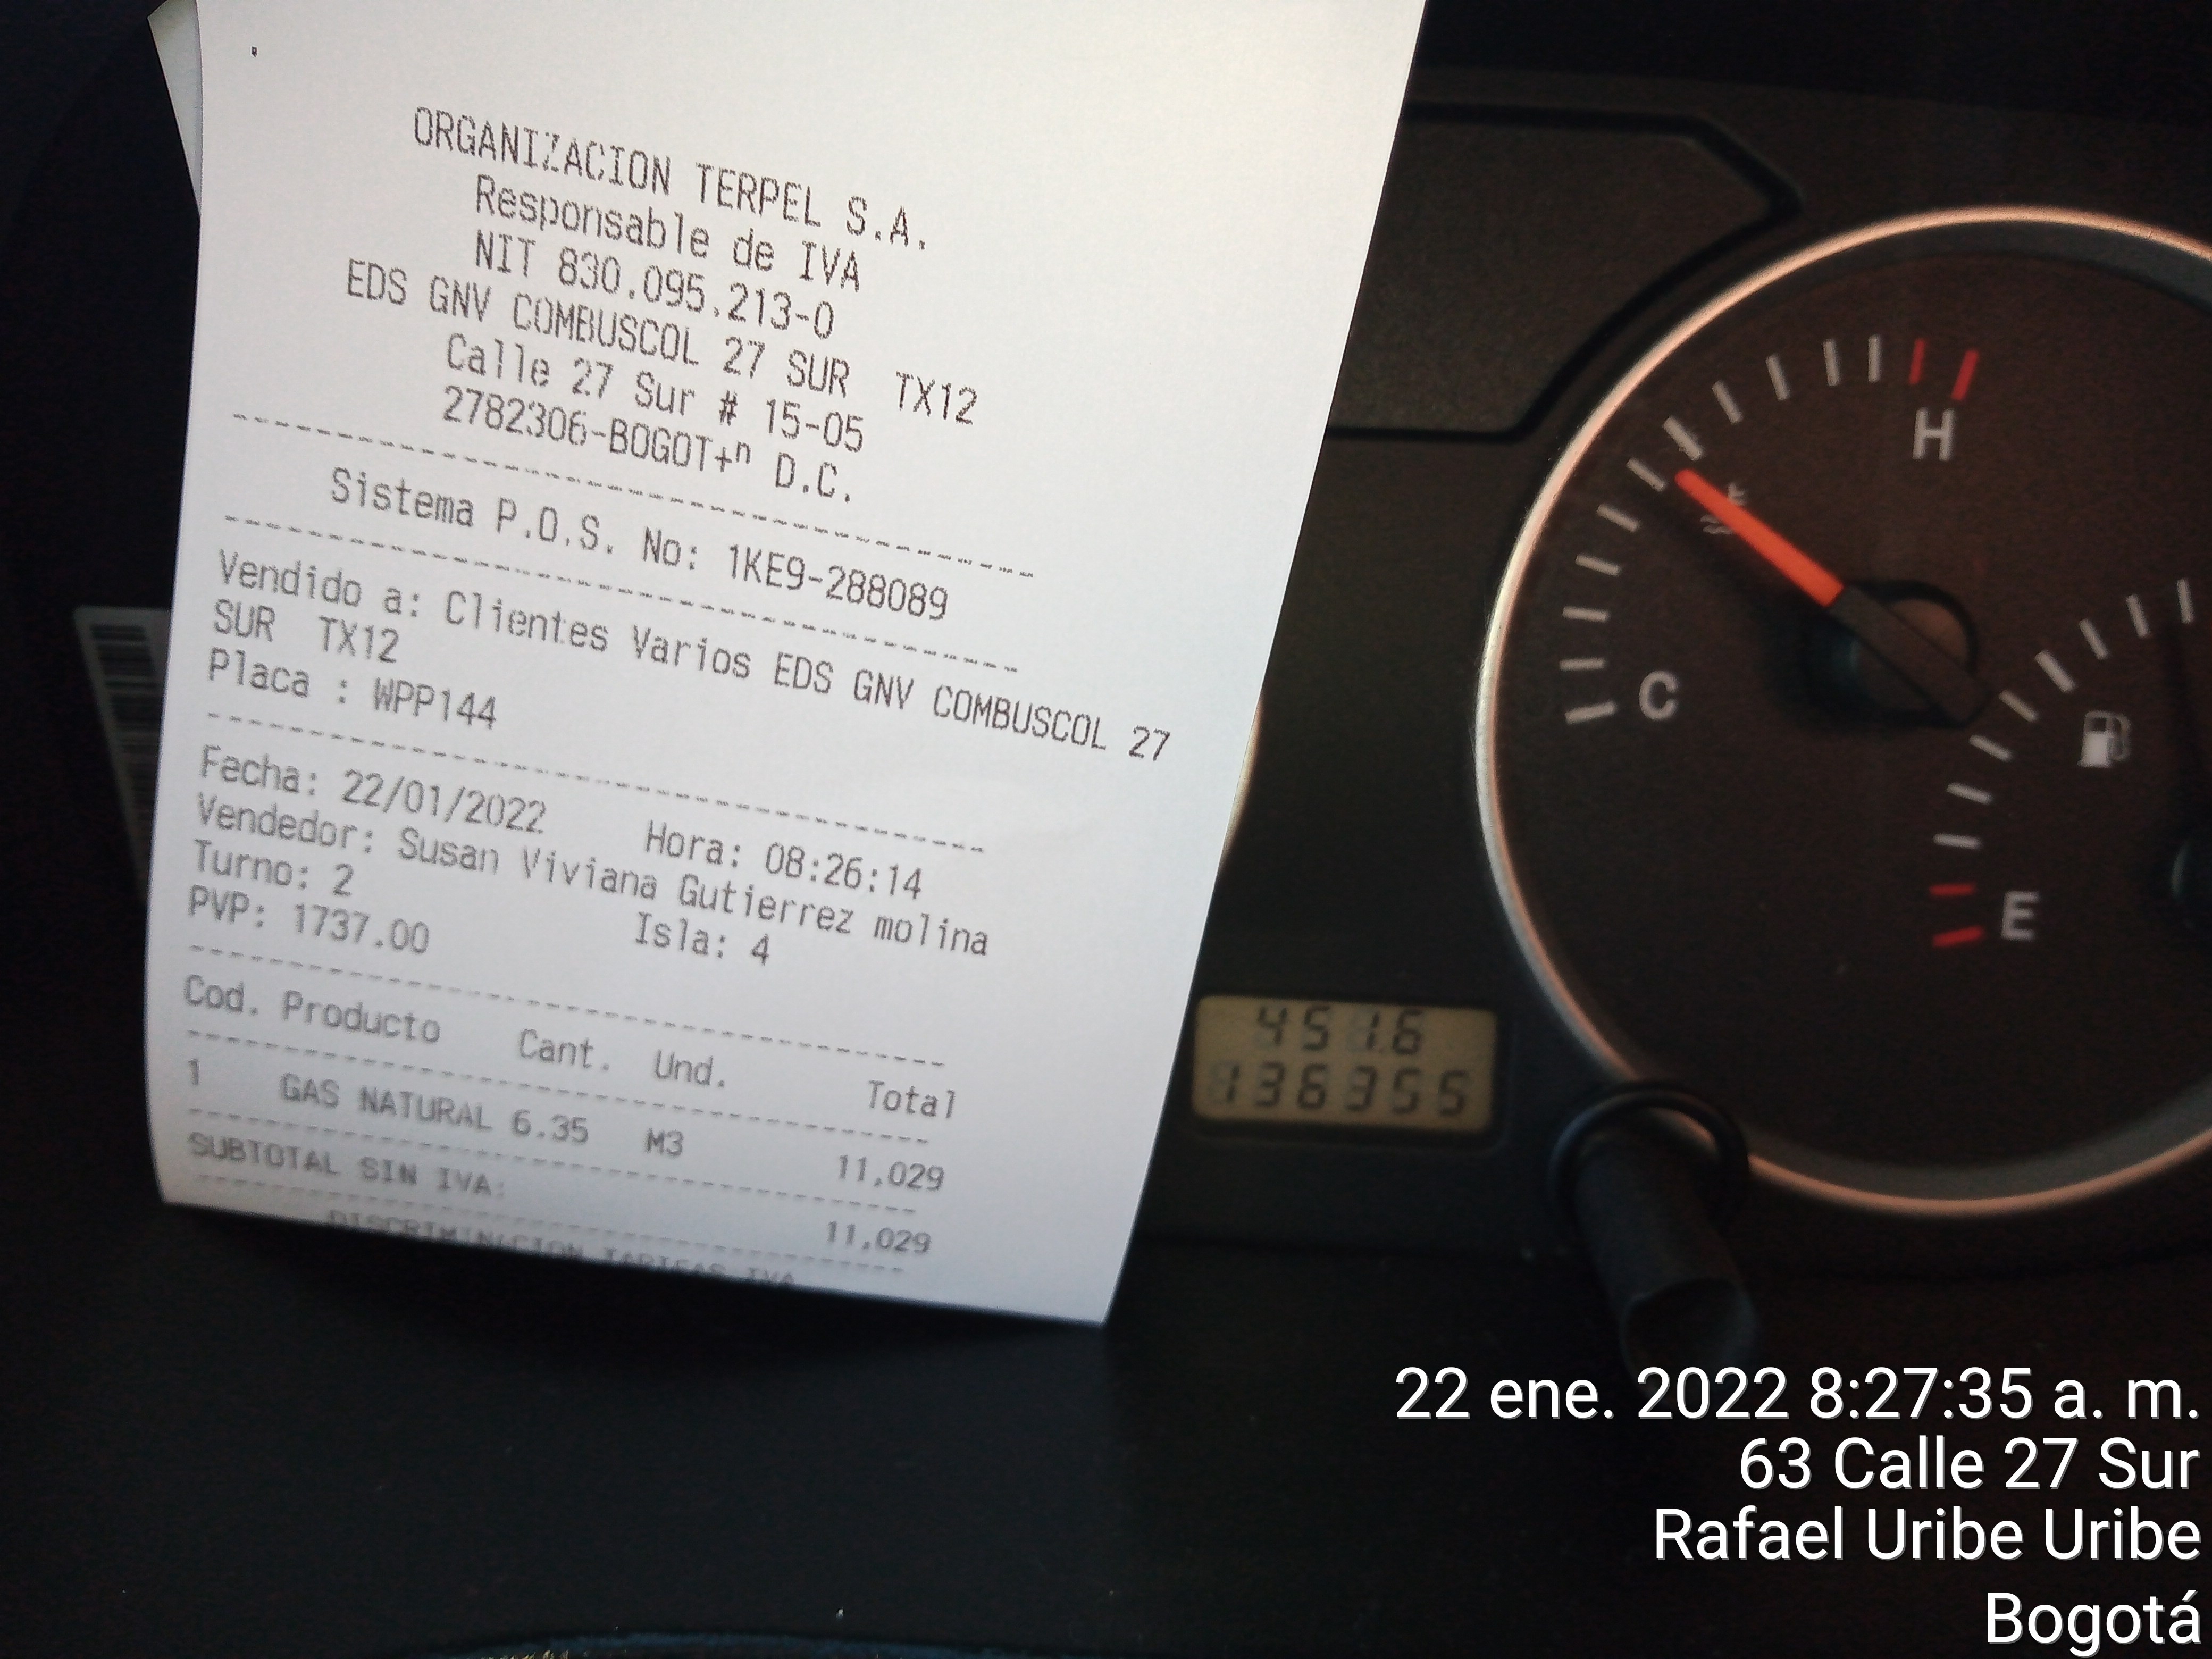 ORGANIZACION TERPEL S.A.
Responsable de IVA
NIT 830.095.213-0
EDS GNV COMBUSCOL 27 SUR TX12
Calle 27 Sur # 15-05
2782306-BOGOT+ⁿ D.C.
Sistema P.O.S. No: 1KE9-288089
Vendido a: Clientes Varios EDS GNV COMBUSCOL 27
SUR TX12
Placa : WPP144
Fecha: 22/01/2022 Hora: 08:26:14
Vendedor: Susan Viviana Gutierrez molina
Turno: 2 Isla: 4
PVP: 1737.00
Cod. Producto Cant. Und. Total
1 GAS NATURAL 6.35 M3 11,029
SUBTOTAL SIN IVA: 11,029
DISCRIMINACION TARIFAS IVA
H
C
E
451.6
136355
22 ene. 2022 8:27:35 a. m.
63 Calle 27 Sur
Rafael Uribe Uribe
Bogotá